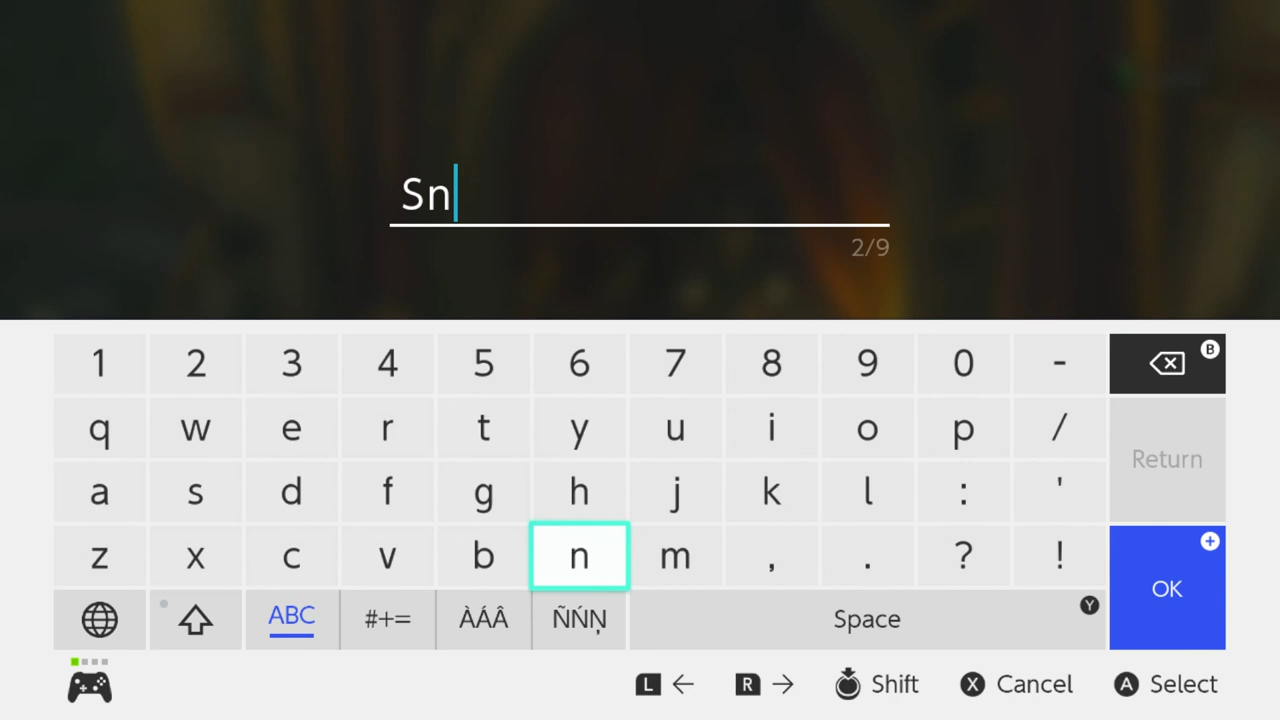 Sn
2/9
1 2 3 4 5 6 7 8 9 0 - B
q w e r t y u i o p /
a s d f g h j k l : ' Return
z x c v b n m , . ? ! +
ABC #+= ÀÁÂ ÑŃŅ Space Y OK
L ← R → Shift X Cancel A Select